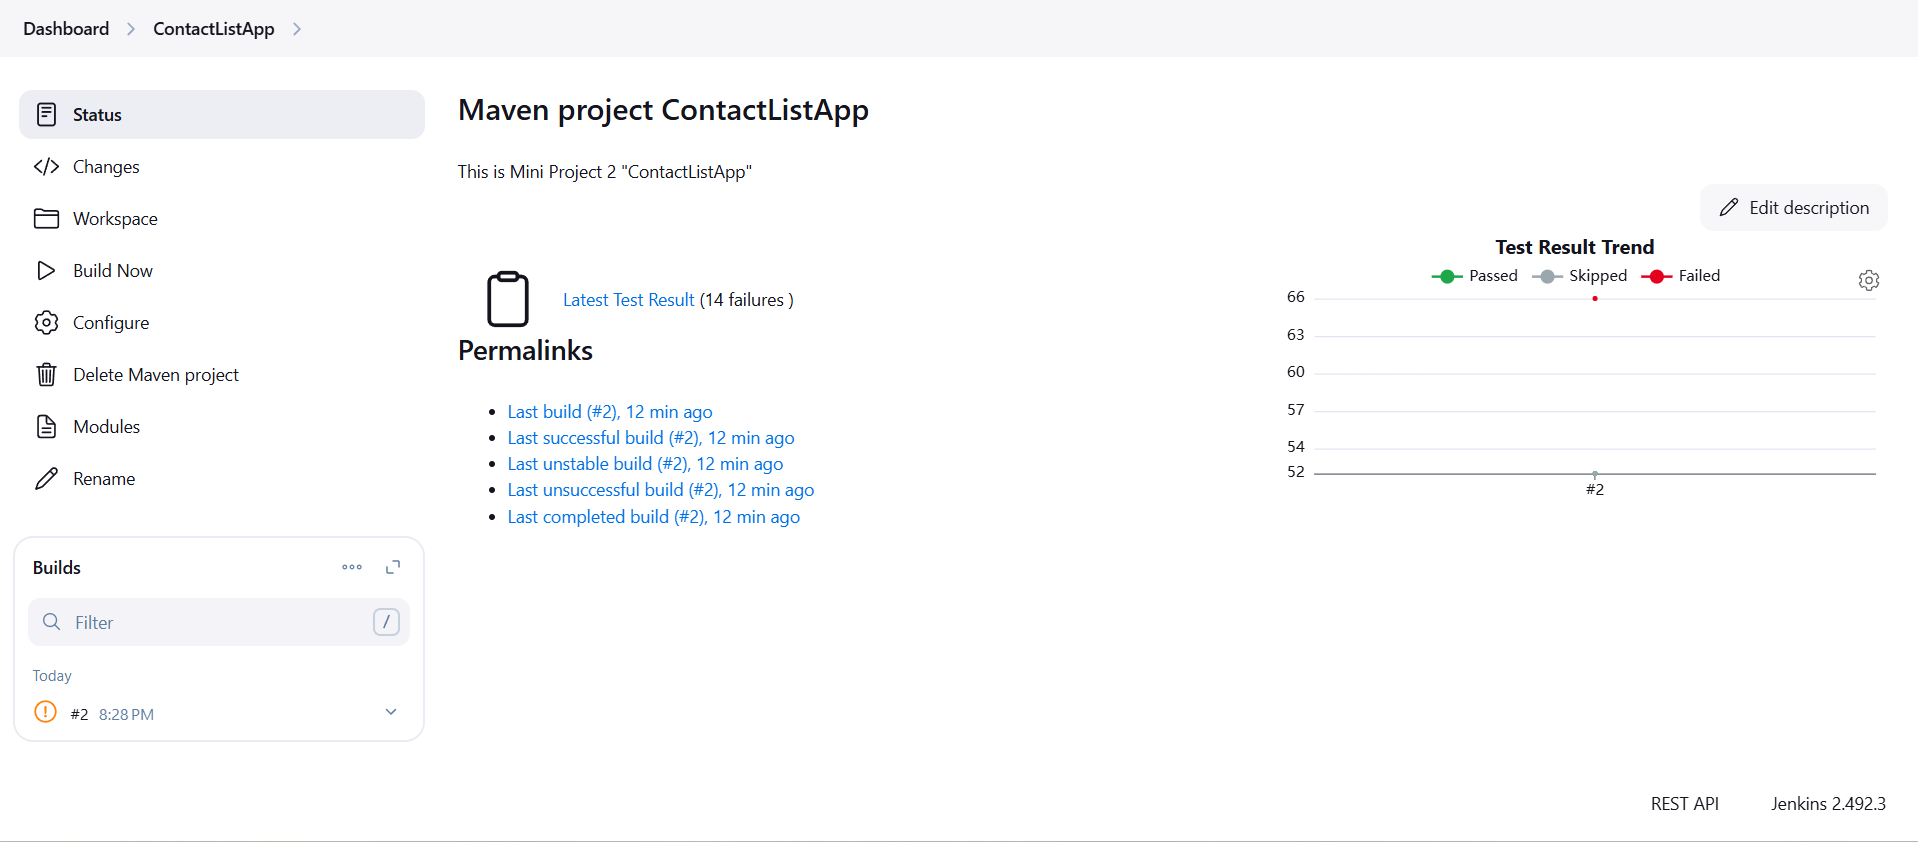 Dashboard
ContactListApp
Status
Changes
Workspace
Build Now
Configure
Delete Maven project
Modules
Rename
Builds
Filter
/
Today
#2 8:28 PM
Maven project ContactListApp
This is Mini Project 2 "ContactListApp"
Edit description
Latest Test Result (14 failures )
Permalinks
Last build (#2), 12 min ago
Last successful build (#2), 12 min ago
Last unstable build (#2), 12 min ago
Last unsuccessful build (#2), 12 min ago
Last completed build (#2), 12 min ago
Test Result Trend
Passed Skipped Failed
66
63
60
57
54
52
#2
REST API Jenkins 2.492.3